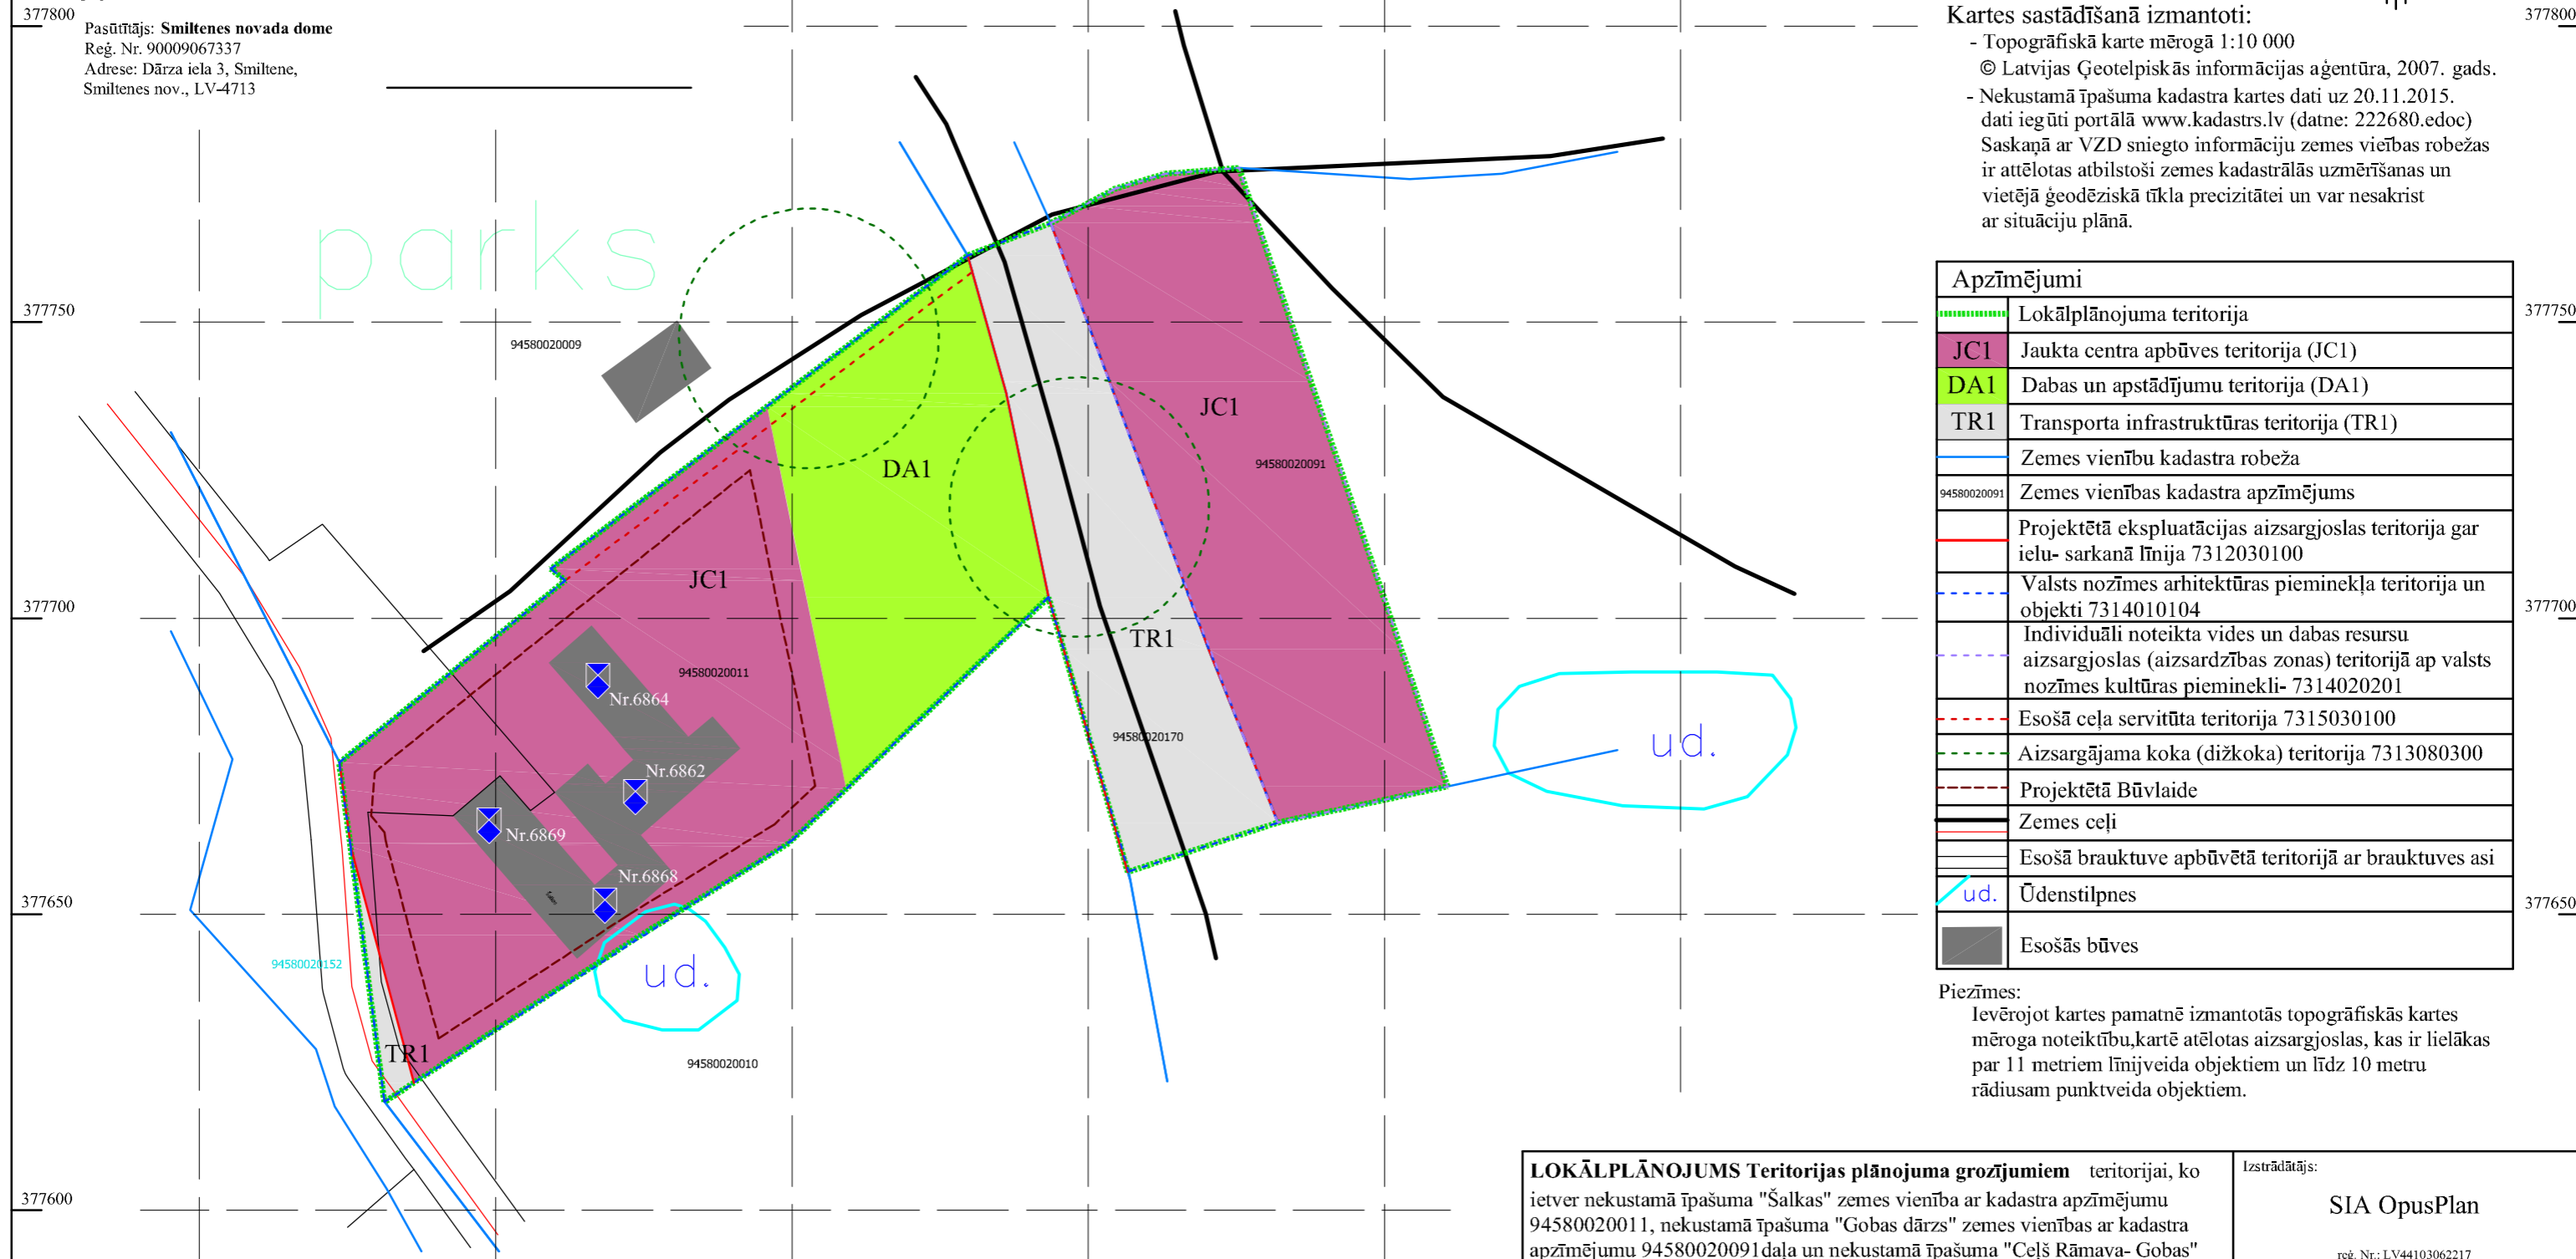 377800
Pasūtītājs: Smiltenes novada dome
Reģ. Nr. 90009067337
Adrese: Dārza iela 3, Smiltene,
Smiltenes nov., LV-4713
Kartes sastādīšanā izmantoti:
377800
- Topogrāfiskā karte mērogā 1:10 000
© Latvijas Ģeotelpiskās informācijas aģentūra, 2007. gads.
- Nekustamā īpašuma kadastra kartes dati uz 20.11.2015.
dati iegūti portālā www.kadastrs.lv (datne: 222680.edoc)
Saskaņā ar VZD sniegto informāciju zemes vieības robežas
ir attēlotas atbilstoši zemes kadastrālās uzmērīšanas un
vietējā ģeodēziskā tīkla precizitātei un var nesakrist
ar situāciju plānā.
parks
377750
94580020009
DA1
JC1
94580020091
JC1
377700
TR1
94580020011
Nr.6864
94580020170
ud.
Nr.6862
Nr.6869
Nr.6868
377650
94580020152
ud.
TR1
94580020010
377600
Apzīmējumi
Lokālplānojuma teritorija
377750
JC1 Jaukta centra apbūves teritorija (JC1)
DA1 Dabas un apstādījumu teritorija (DA1)
TR1 Transporta infrastruktūras teritorija (TR1)
Zemes vienību kadastra robeža
94580020091 Zemes vienības kadastra apzīmējums
Projektētā ekspluatācijas aizsargjoslas teritorija gar
ielu- sarkanā līnija 7312030100
Valsts nozīmes arhitektūras pieminekļa teritorija un
objekti 7314010104
377700
Individuāli noteikta vides un dabas resursu
aizsargjoslas (aizsardzības zonas) teritorijā ap valsts
nozīmes kultūras pieminekli- 7314020201
Esošā ceļa servitūta teritorija 7315030100
Aizsargājama koka (dižkoka) teritorija 7313080300
Projektētā Būvlaide
Zemes ceļi
Esošā brauktuve apbūvētā teritorijā ar brauktuves asi
ud. Ūdenstilpnes
377650
Esošās būves
Piezīmes:
Ievērojot kartes pamatnē izmantotās topogrāfiskās kartes
mēroga noteiktību,kartē atēlotas aizsargjoslas, kas ir lielākas
par 11 metriem līnijveida objektiem un līdz 10 metru
rādiusam punktveida objektiem.
LOKĀLPLĀNOJUMS Teritorijas plānojuma grozījumiem teritorijai, ko
ietver nekustamā īpašuma "Šalkas" zemes vienība ar kadastra apzīmējumu
94580020011, nekustamā īpašuma "Gobas dārzs" zemes vienības ar kadastra
apzīmējumu 94580020091daļa un nekustamā īpašuma "Ceļš Rāmava- Gobas"
Izstrādātājs:
SIA OpusPlan
reģ. Nr.: LV44103062217